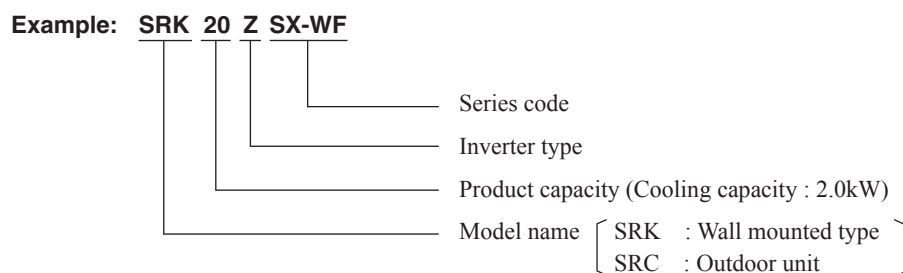 Example: SRK 20 Z SX-WF
Series code
Inverter type
Product capacity (Cooling capacity : 2.0kW)
Model name SRK : Wall mounted type
SRC : Outdoor unit